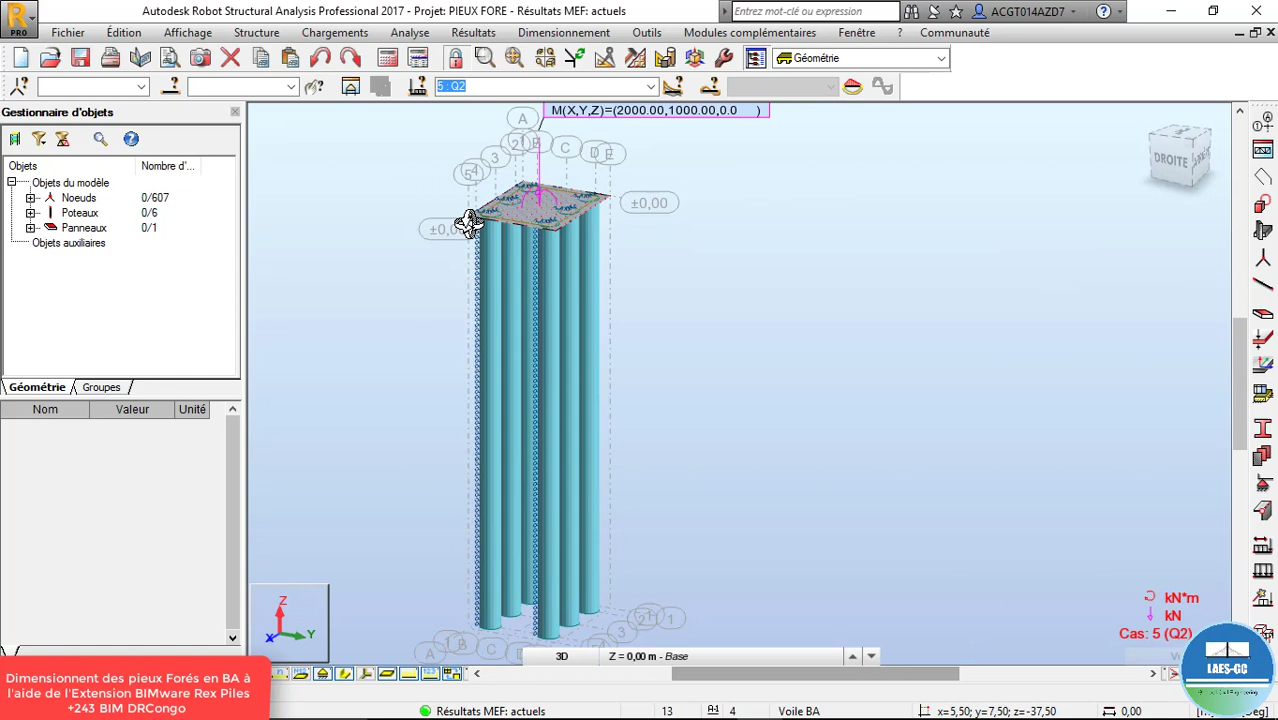 Autodesk Robot Structural Analysis Professional 2017 - Projet: PIEUX FORE - Résultats MEF: actuels
Entrez mot-clé ou expression
ACGT014AZD7
PRO
Fichier Édition Affichage Structure Chargements Analyse Résultats Dimensionnement Outils Modules complémentaires Fenêtre ? Communauté
Géométrie
5 : Q2
Gestionnaire d'objets
Objets Nombre d'...
Objets du modèle
Noeuds 0/607
Poteaux 0/6
Panneaux 0/1
Objets auxiliaires
Géométrie Groupes
Nom Valeur Unité
M(X,Y,Z)=(2000.00,1000.00,0.0 )
A
C
D E
3
±0,00
DROITE
Z
X Y
A B C
3 2 1
kN*m
kN
Cas: 5 (Q2)
3D Z = 0,00 m - Base
LAES-GC
Dimensionnent des pieux Forés en BA à
l'aide de l'Extension BIMware Rex Piles
+243 BIM DRCongo
Résultats MEF: actuels 13 4 Voile BA x=5,50; y=7,50; z=-37,50 0,00